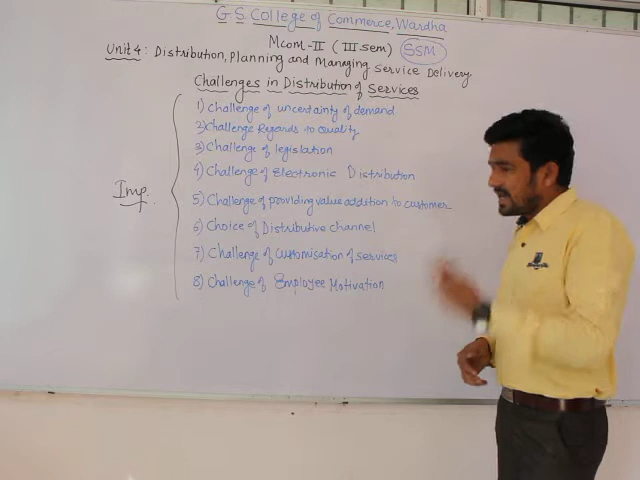 G S College of Commerce, Wardha
Mcom-II (III sem) SSM
Unit 4: Distribution, Planning and Managing service Delivery
Challenges in Distribution of Services
Imp.
1) Challenge of uncertainty of demand
2) Challenge Regards to Quality
3) Challenge of legislation
4) Challenge of Electronic Distribution
5) Challenge of providing value addition to customer
6) Choice of Distributive channel
7) Challenge of Customisation of services
8) Challenge of Employee Motivation